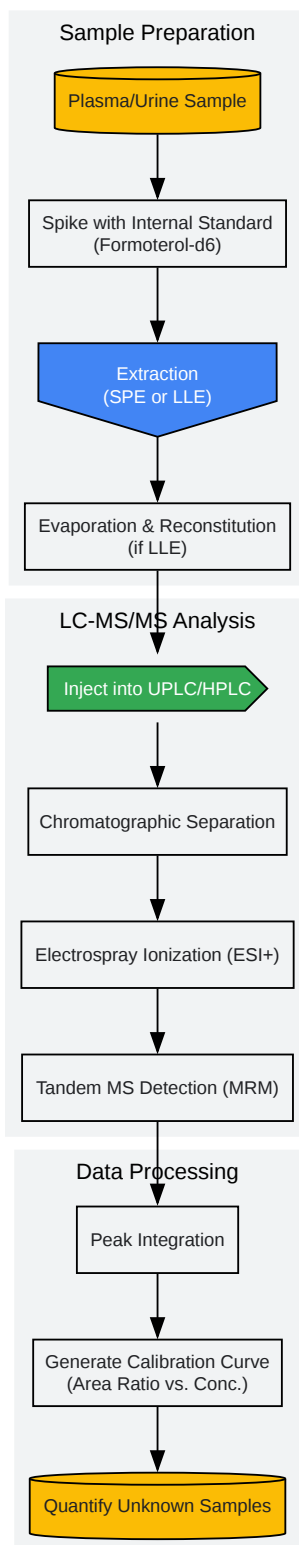 Sample Preparation
Plasma/Urine Sample
Spike with Internal Standard
(Formoterol-d6)
Extraction
(SPE or LLE)
Evaporation & Reconstitution
(if LLE)
LC-MS/MS Analysis
Inject into UPLC/HPLC
Chromatographic Separation
Electrospray Ionization (ESI+)
Tandem MS Detection (MRM)
Data Processing
Peak Integration
Generate Calibration Curve
(Area Ratio vs. Conc.)
Quantify Unknown Samples